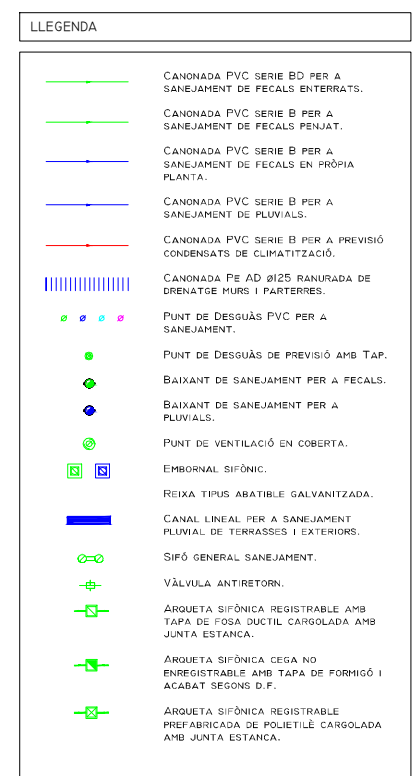 LLEGENDA
CANONADA PVC SERIE BD PER A
SANEJAMENT DE FECALS ENTERRATS.
CANONADA PVC SERIE B PER A
SANEJAMENT DE FECALS PENJAT.
CANONADA PVC SERIE B PER A
SANEJAMENT DE FECALS EN PRÒPIA
PLANTA.
CANONADA PVC SERIE B PER A
SANEJAMENT DE PLUVIALS.
CANONADA PVC SERIE B PER A PREVISIÓ
CONDENSATS DE CLIMATITZACIÓ.
CANONADA PE AD Ø125 RANURADA DE
DRENATGE MURS I PARTERRES.
PUNT DE DESGUÀS PVC PER A
SANEJAMENT.
PUNT DE DESGUÀS DE PREVISIÓ AMB TAP.
BAIXANT DE SANEJAMENT PER A FECALS.
BAIXANT DE SANEJAMENT PER A
PLUVIALS.
PUNT DE VENTILACIÓ EN COBERTA.
EMBORNAL SIFÒNIC.
REIXA TIPUS ABATIBLE GALVANITZADA.
CANAL LINEAL PER A SANEJAMENT
PLUVIAL DE TERRASSES I EXTERIORS.
SIFÓ GENERAL SANEJAMENT.
VÀLVULA ANTIRETORN.
ARQUETA SIFÒNICA REGISTRABLE AMB
TAPA DE FOSA DUCTIL CARGOLADA AMB
JUNTA ESTANCA.
ARQUETA SIFÒNICA CEGA NO
ENREGISTRABLE AMB TAPA DE FORMIGÓ I
ACABAT SEGONS D.F.
ARQUETA SIFÒNICA REGISTRABLE
PREFABRICADA DE POLIETILÈ CARGOLADA
AMB JUNTA ESTANCA.